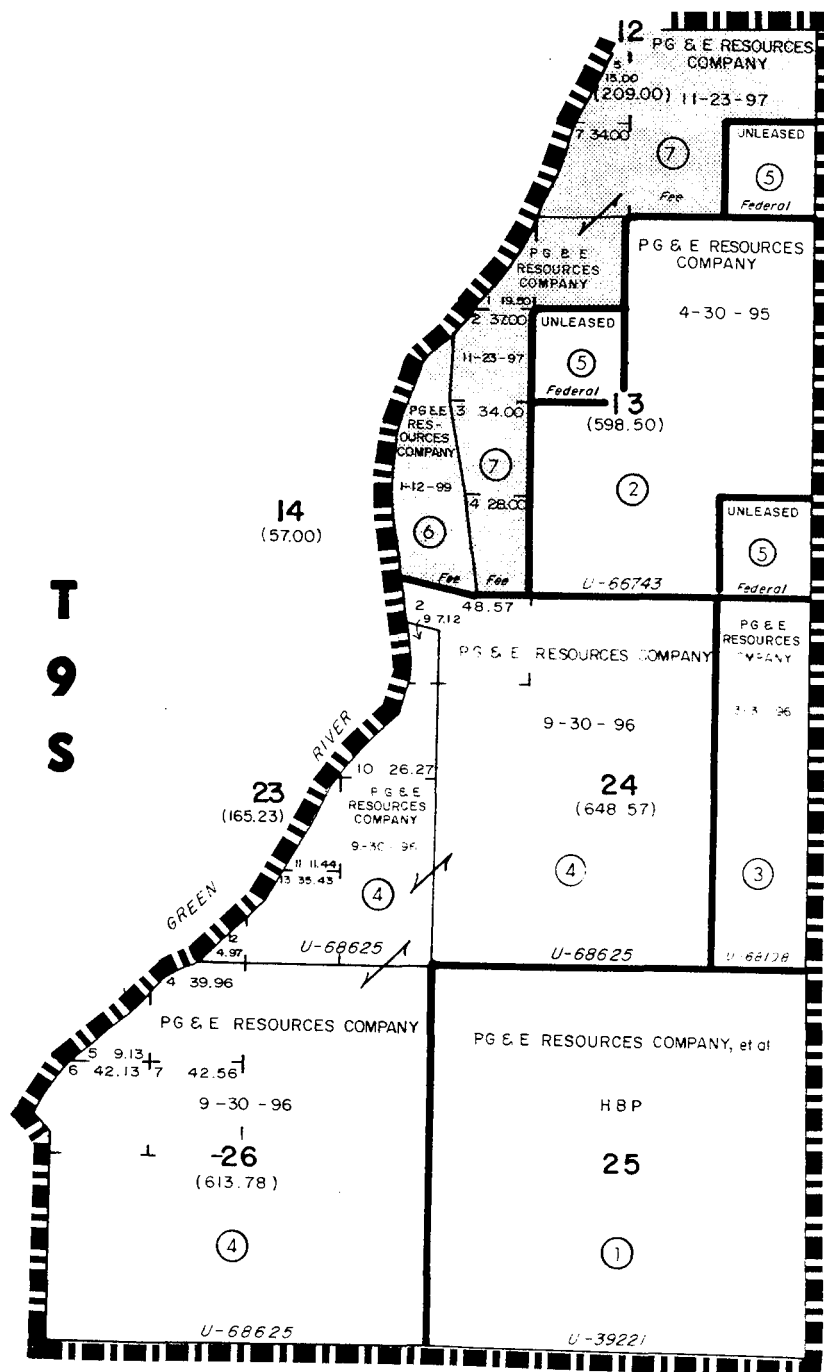 12
PG & E RESOURCES
COMPANY
5
15.00
(209.00) 11-23-97
7 34.00
UNLEASED
7
5
Fee
Federal
PG & E
RESOURCES
COMPANY
PG & E RESOURCES
COMPANY
4-30-95
1 19.50
2 37.00
UNLEASED
11-23-97
5
Federal
13
(598.50)
3 34.00
PG & E
RES-
OURCES
COMPANY
1-12-99
7
2
4 28.00
14
(57.00)
6
UNLEASED
5
Fee Fee
U-66743
Federal
T
9
S
2 48.57
9 7.12
PG & E RESOURCES COMPANY
PG & E
RESOURCES
9-30-96
RIVER
10 26.27
23
(165.23)
PG & E
RESOURCES
COMPANY
9-30-96
24
(648.57)
11 11.44
13 35.43
4
4
3
GREEN
12
4.97
U-68625
U-68625
4 39.96
PG & E RESOURCES COMPANY
PG & E RESOURCES COMPANY, et al
5 9.13
6 42.13 7 42.56
9-30-96
HBP
26
(613.78)
25
4
1
U-68625
U-39221